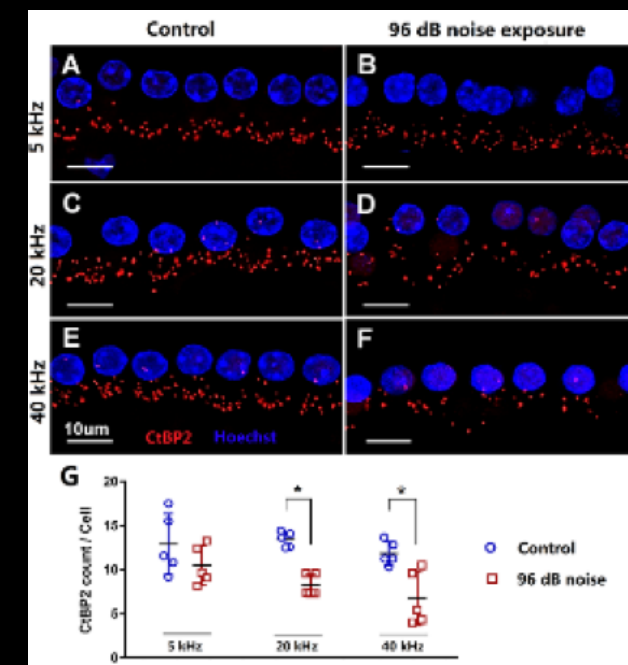 Control 96 dB noise exposure
A B
5 kHz
C D
20 kHz
E F
40 kHz
10um CtBP2 Hoechst
G
CtBP2 count / Cell
20
15
10
5
0
* *
5 kHz 20 kHz 40 kHz
Control
96 dB noise